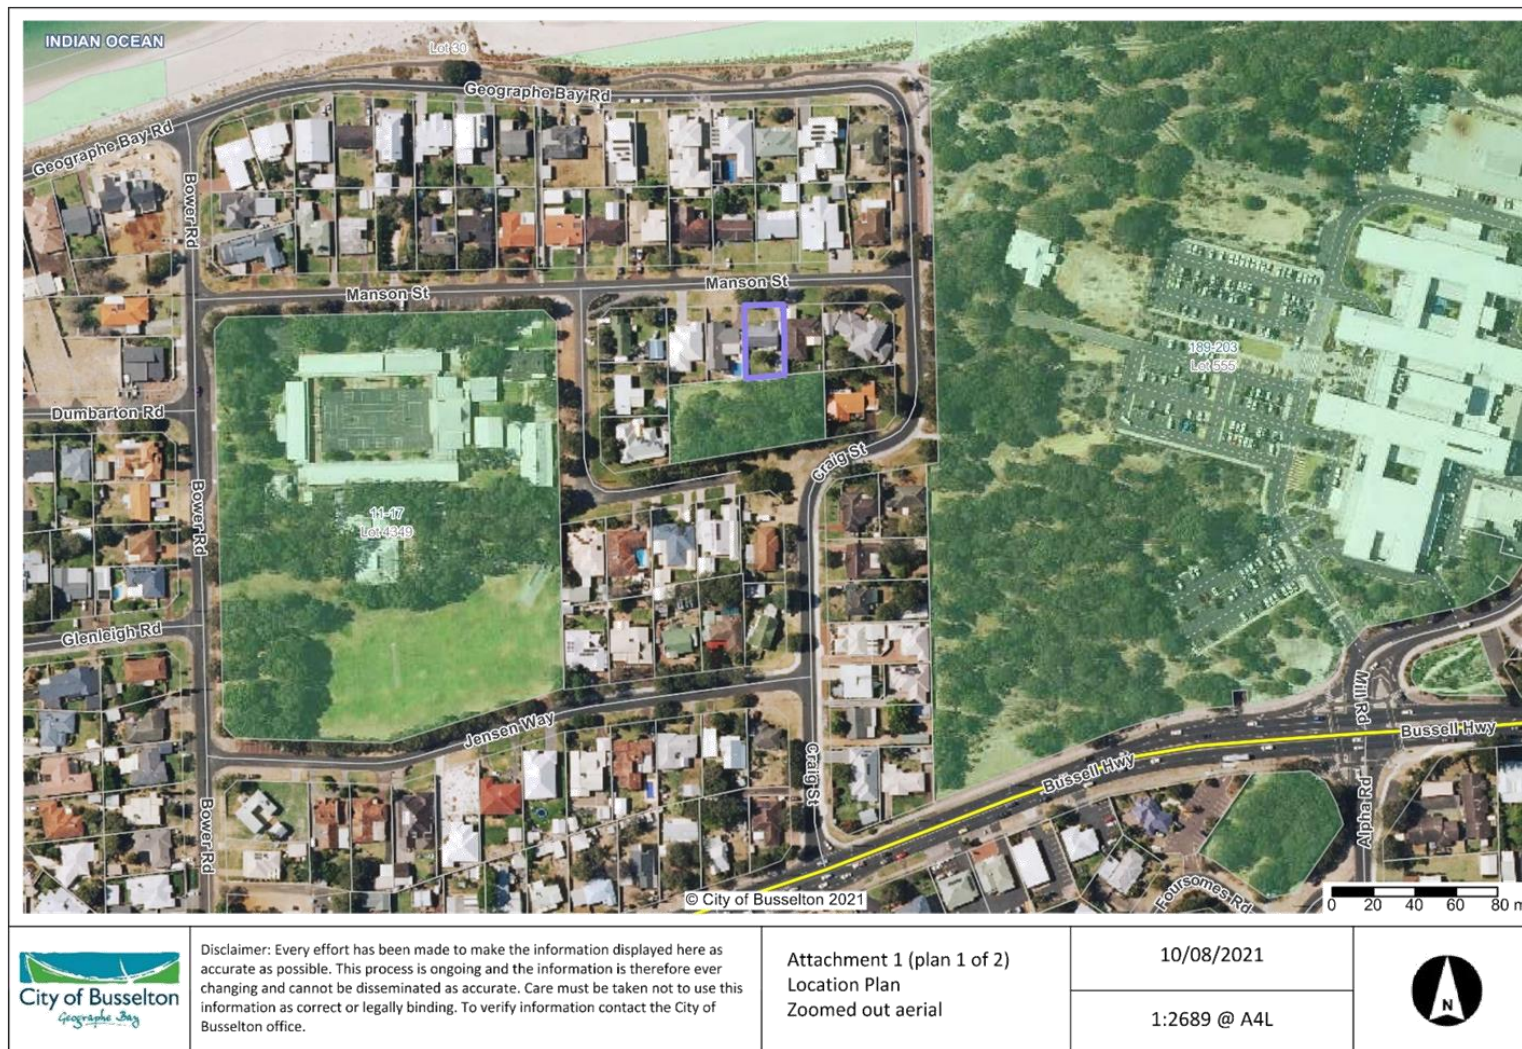 INDIAN OCEAN
Lot 30
Geographe Bay Rd
Geographe Bay Rd
Bower Rd
Manson St
Manson St
189-203
Lot 555
Dumbarton Rd
Craig St
Bower Rd
11-17
Lot 4349
Glenleigh Rd
Mill Rd
Jensen Way
Bussell Hwy
Bussell Hwy
Craig St
Alpha Rd
Bower Rd
Foursomes Rd
© City of Busselton 2021
0 20 40 60 80 m
City of Busselton
Geographe Bay
Disclaimer: Every effort has been made to make the information displayed here as
accurate as possible. This process is ongoing and the information is therefore ever
changing and cannot be disseminated as accurate. Care must be taken not to use this
information as correct or legally binding. To verify information contact the City of
Busselton office.
Attachment 1 (plan 1 of 2)
Location Plan
Zoomed out aerial
10/08/2021
1:2689 @ A4L
N